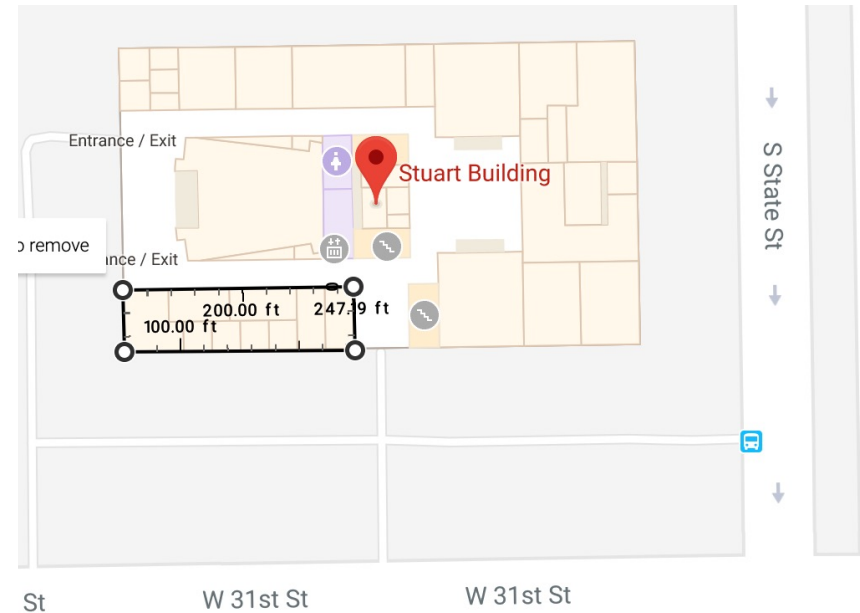 Entrance / Exit
Stuart Building
S State St
o remove
ance / Exit
200.00 ft
247.19 ft
100.00 ft
St
W 31st St
W 31st St